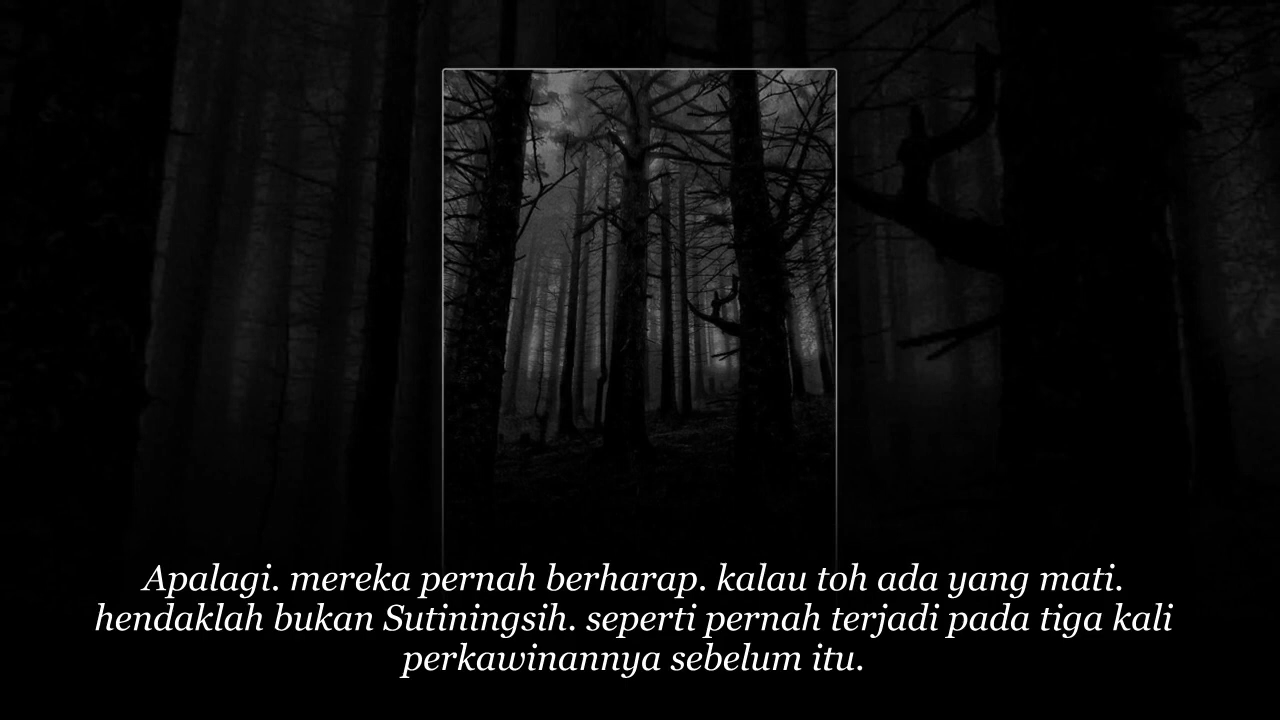 Apalagi. mereka pernah berharap. kalau toh ada yang mati.
hendaklah bukan Sutiningsih. seperti pernah terjadi pada tiga kali
perkawinannya sebelum itu.